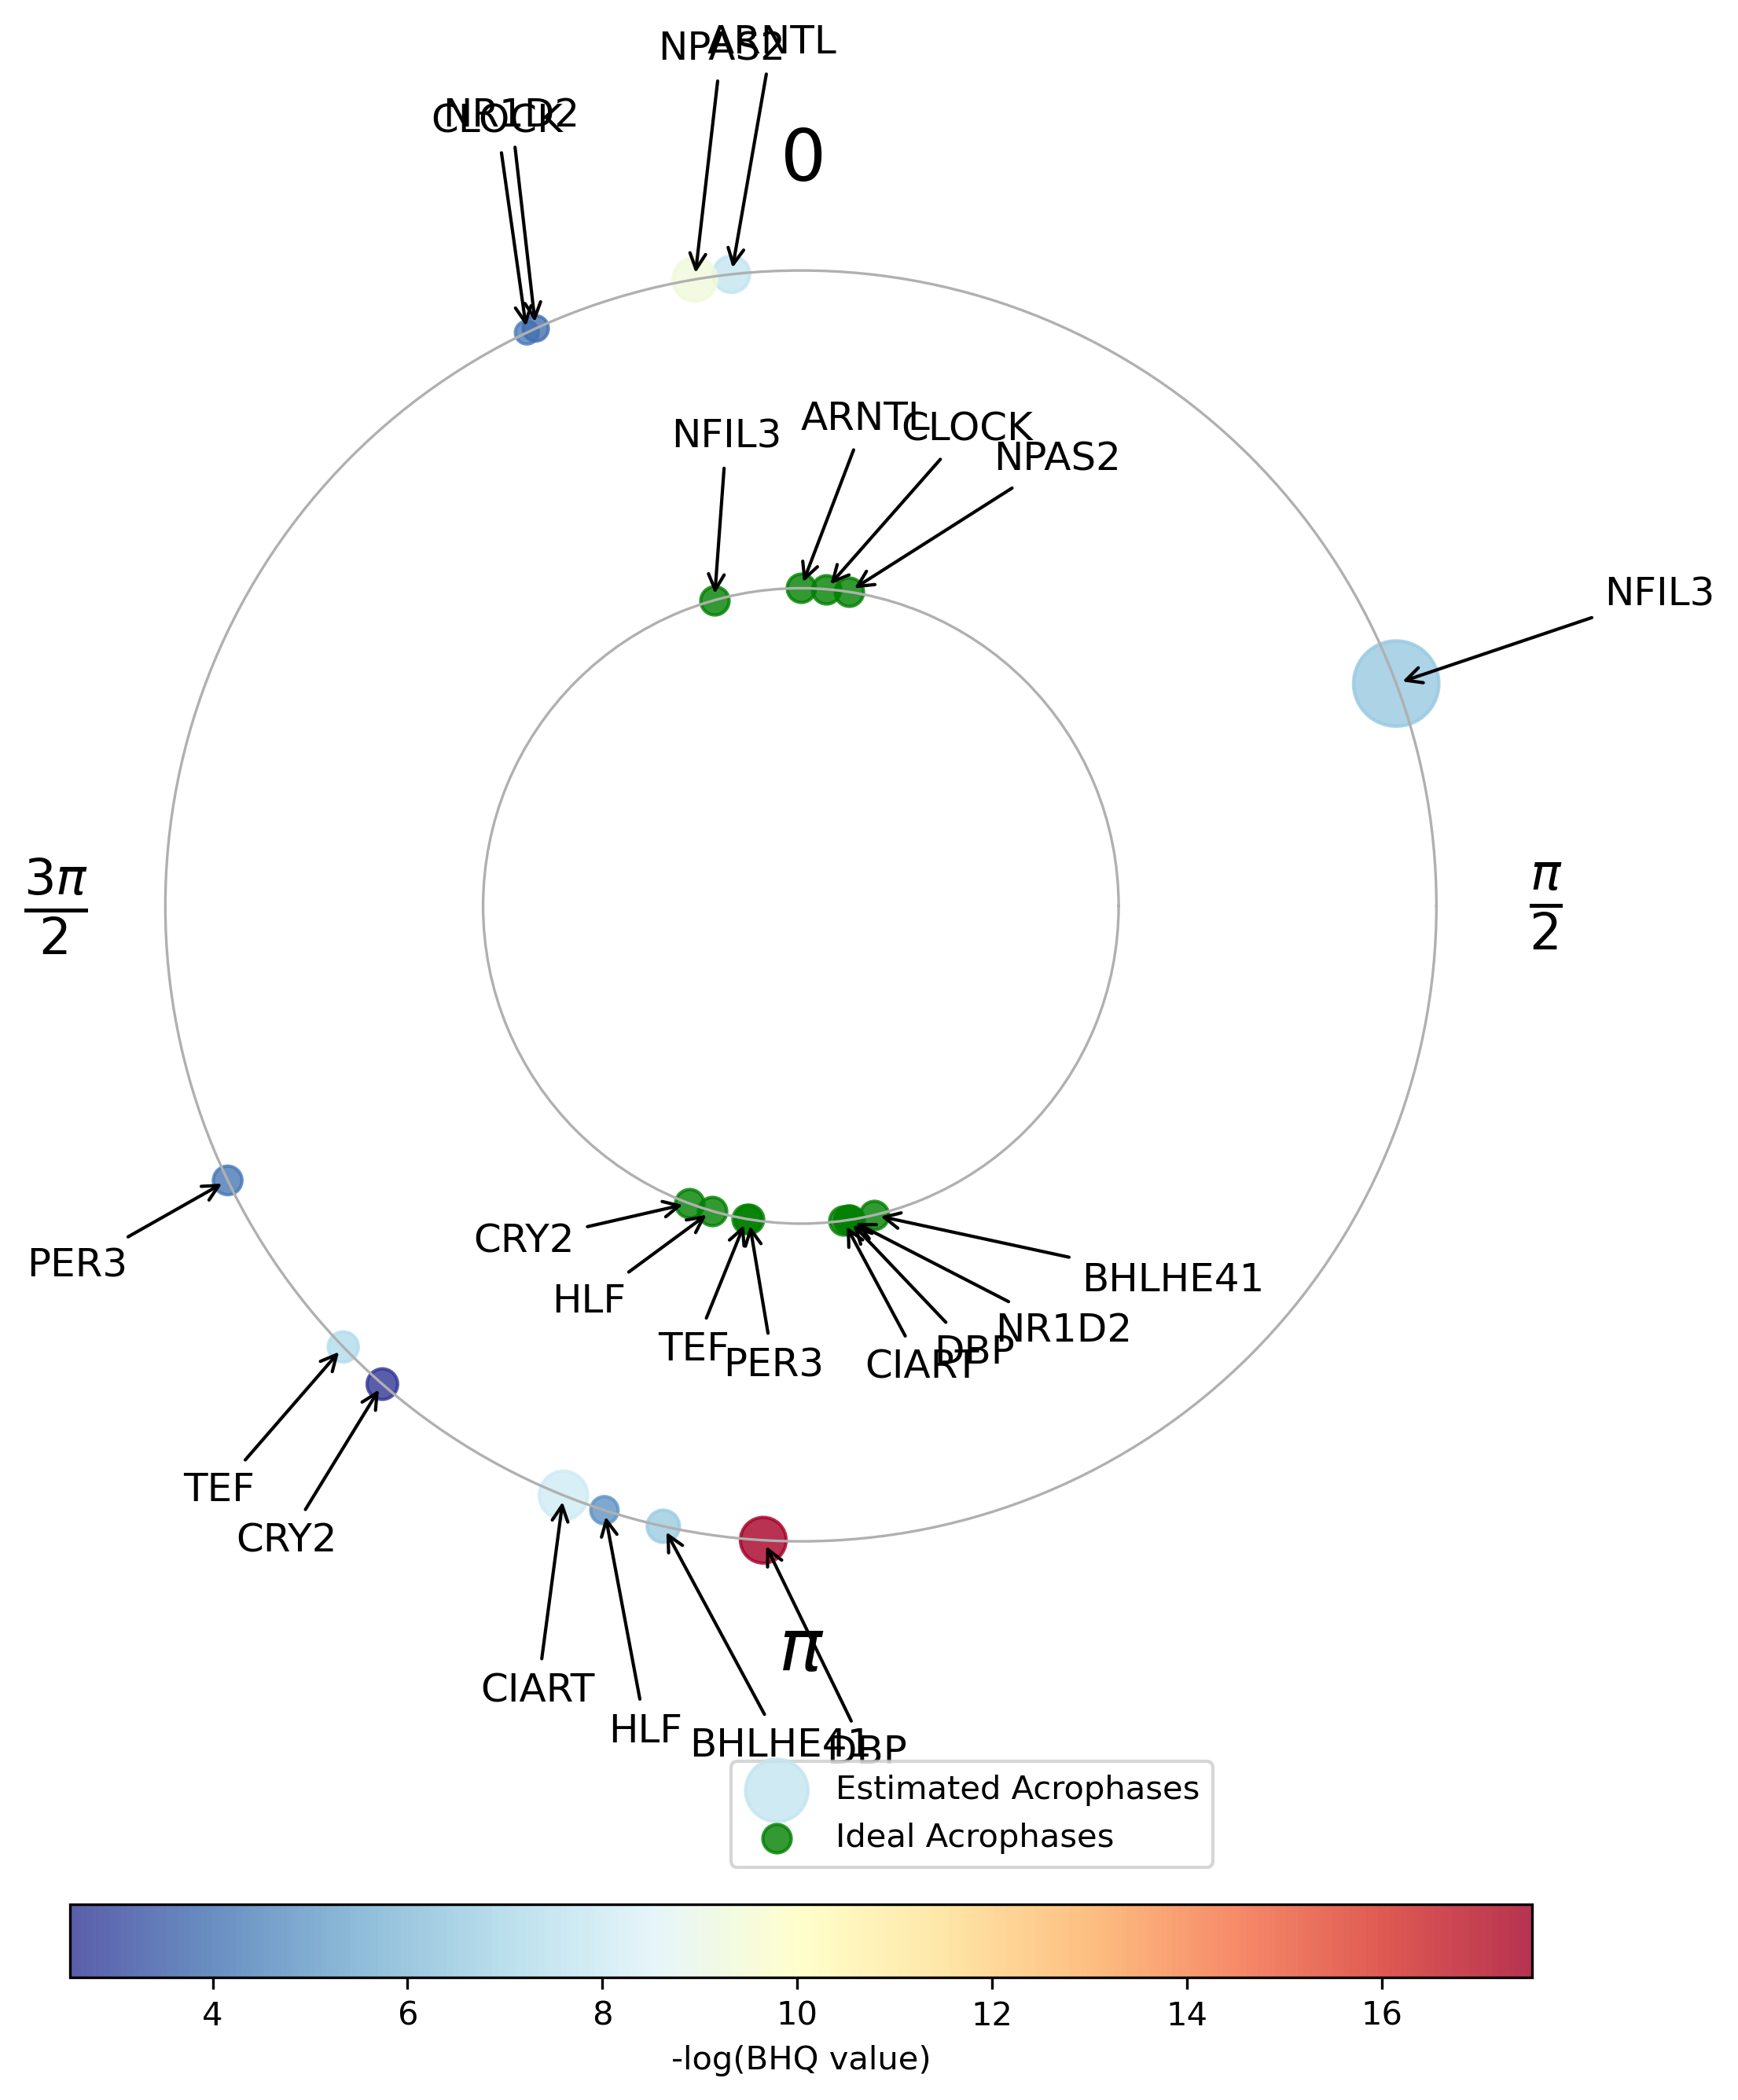 NPAS2
ARNTL
NR1D2
CLOCK
0
NFIL3
ARNTL
CLOCK
NPAS2
NFIL3
3π
2
π
2
PER3
CRY2
HLF
TEF
PER3
CIART
DBP
NR1D2
BHLHE41
TEF
CRY2
π
CIART
HLF
BHLHE41
DBP
Estimated Acrophases
Ideal Acrophases
4 6 8 10 12 14 16
-log(BHQ value)